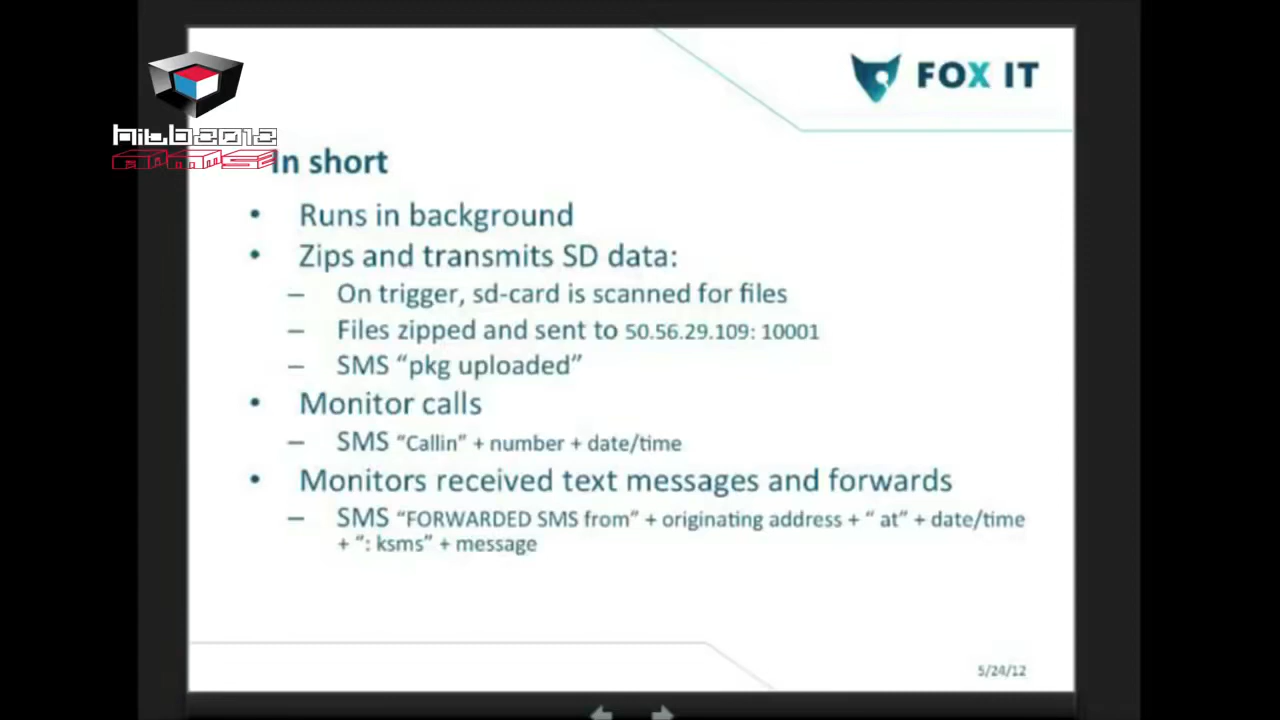 FOX IT
hitb2012
AMS
In short
• Runs in background
• Zips and transmits SD data:
– On trigger, sd-card is scanned for files
– Files zipped and sent to 50.56.29.109: 10001
– SMS “pkg uploaded”
• Monitor calls
– SMS “Callin” + number + date/time
• Monitors received text messages and forwards
– SMS “FORWARDED SMS from” + originating address + “ at” + date/time
+ “: ksms” + message
5/24/12